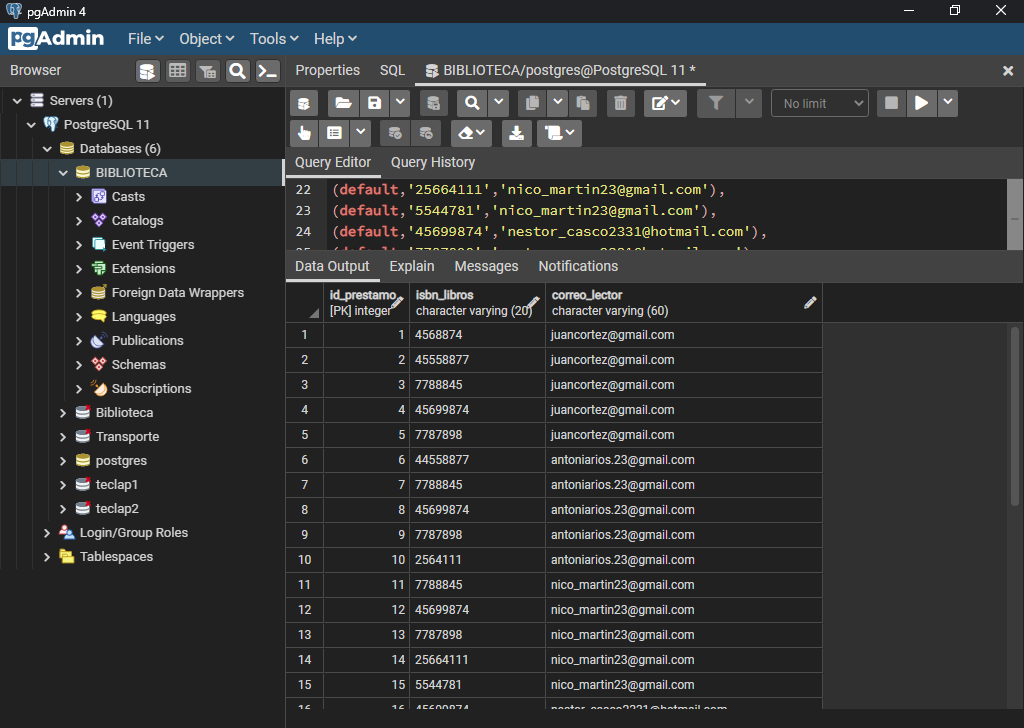 pgAdmin 4
pgAdmin File Object Tools Help
Browser
Properties SQL BIBLIOTECA/postgres@PostgreSQL 11 *
Servers (1)
PostgreSQL 11
Databases (6)
BIBLIOTECA
Casts
Catalogs
Event Triggers
Extensions
Foreign Data Wrappers
Languages
Publications
Schemas
Subscriptions
Biblioteca
Transporte
postgres
teclap1
teclap2
Login/Group Roles
Tablespaces
No limit
Query Editor Query History
22 (default,'25664111','nico_martin23@gmail.com'),
23 (default,'5544781','nico_martin23@gmail.com'),
24 (default,'45699874','nestor_casco2331@hotmail.com'),
Data Output Explain Messages Notifications
id_prestamo isbn_libros correo_lector
[PK] integer character varying (20) character varying (60)
1 1 4568874 juancortez@gmail.com
2 2 45558877 juancortez@gmail.com
3 3 7788845 juancortez@gmail.com
4 4 45699874 juancortez@gmail.com
5 5 7787898 juancortez@gmail.com
6 6 44558877 antoniarios.23@gmail.com
7 7 7788845 antoniarios.23@gmail.com
8 8 45699874 antoniarios.23@gmail.com
9 9 7787898 antoniarios.23@gmail.com
10 10 2564111 antoniarios.23@gmail.com
11 11 7788845 nico_martin23@gmail.com
12 12 45699874 nico_martin23@gmail.com
13 13 7787898 nico_martin23@gmail.com
14 14 25664111 nico_martin23@gmail.com
15 15 5544781 nico_martin23@gmail.com
16 16 45699874 nestor_casco2331@hotmail.com